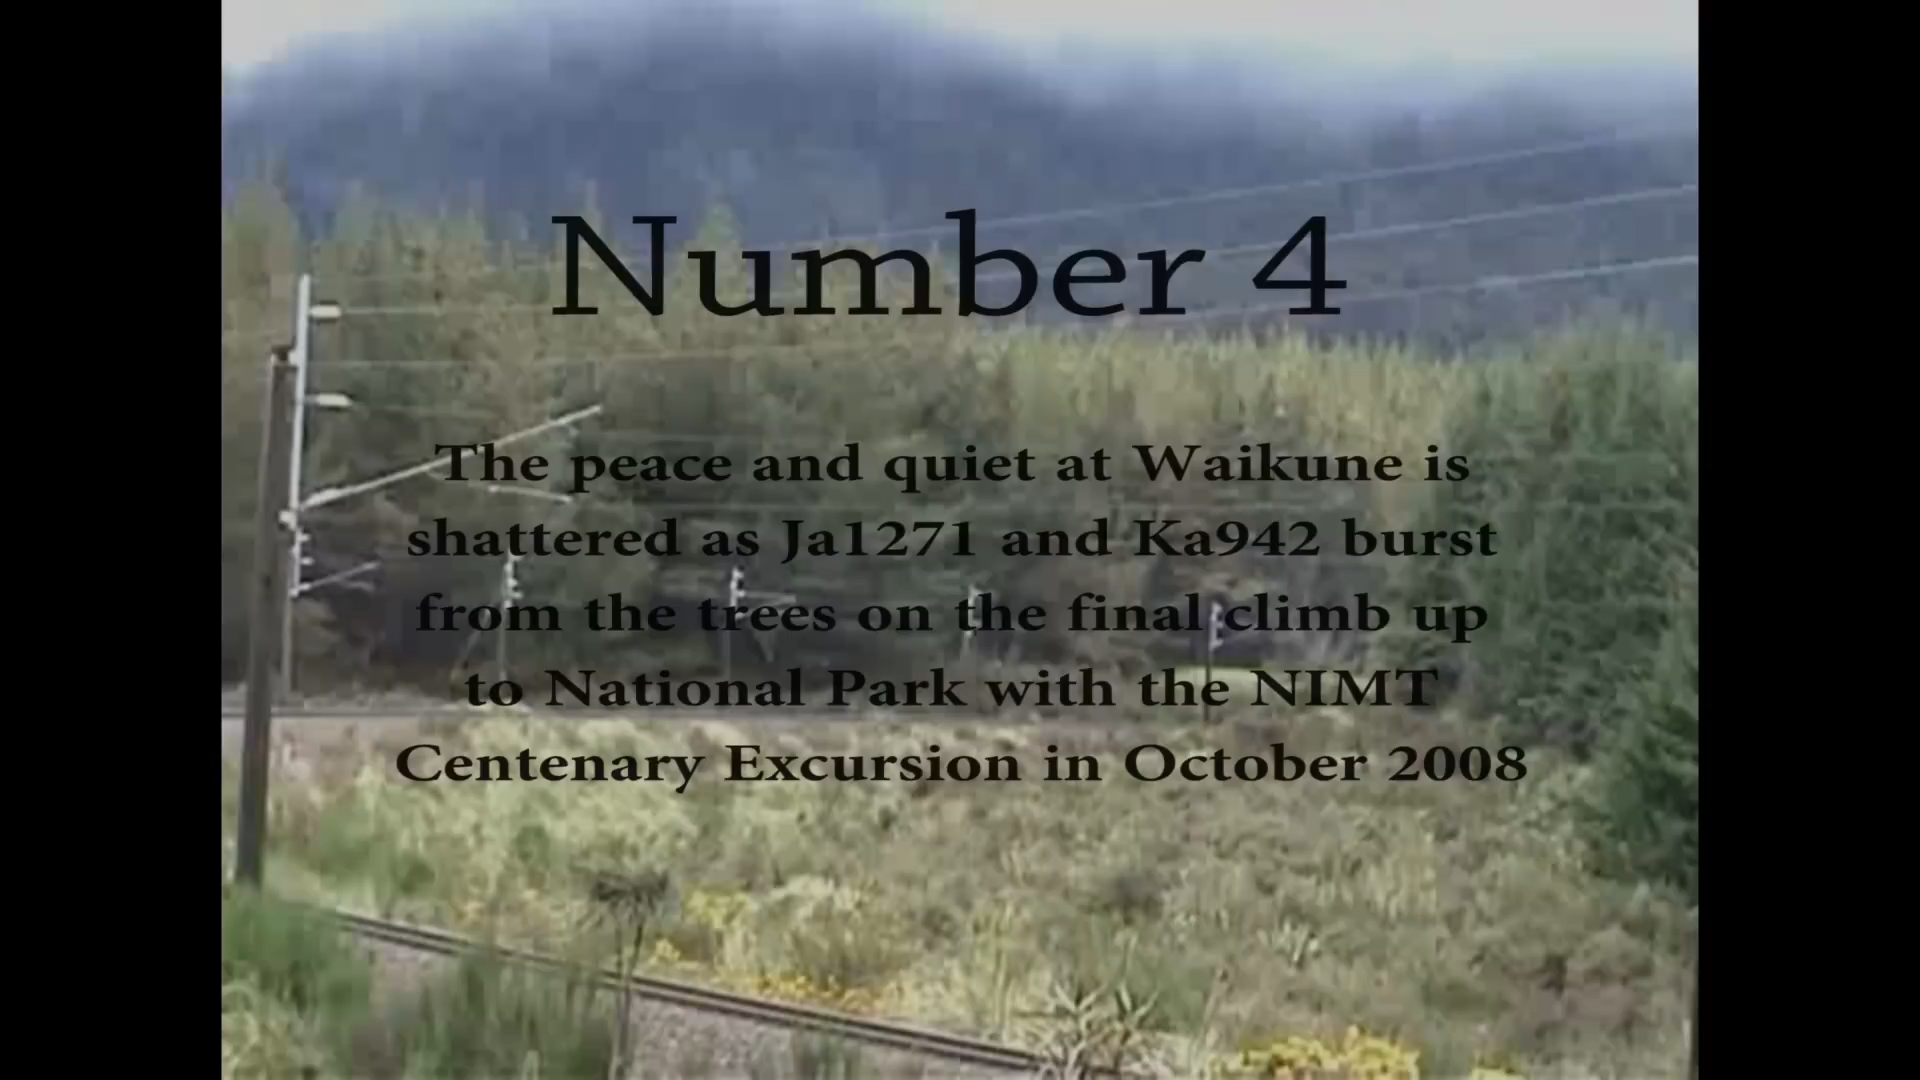 Number 4
The peace and quiet at Waikune is
shattered as Ja1271 and Ka942 burst
from the trees on the final climb up
to National Park with the NIMT
Centenary Excursion in October 2008